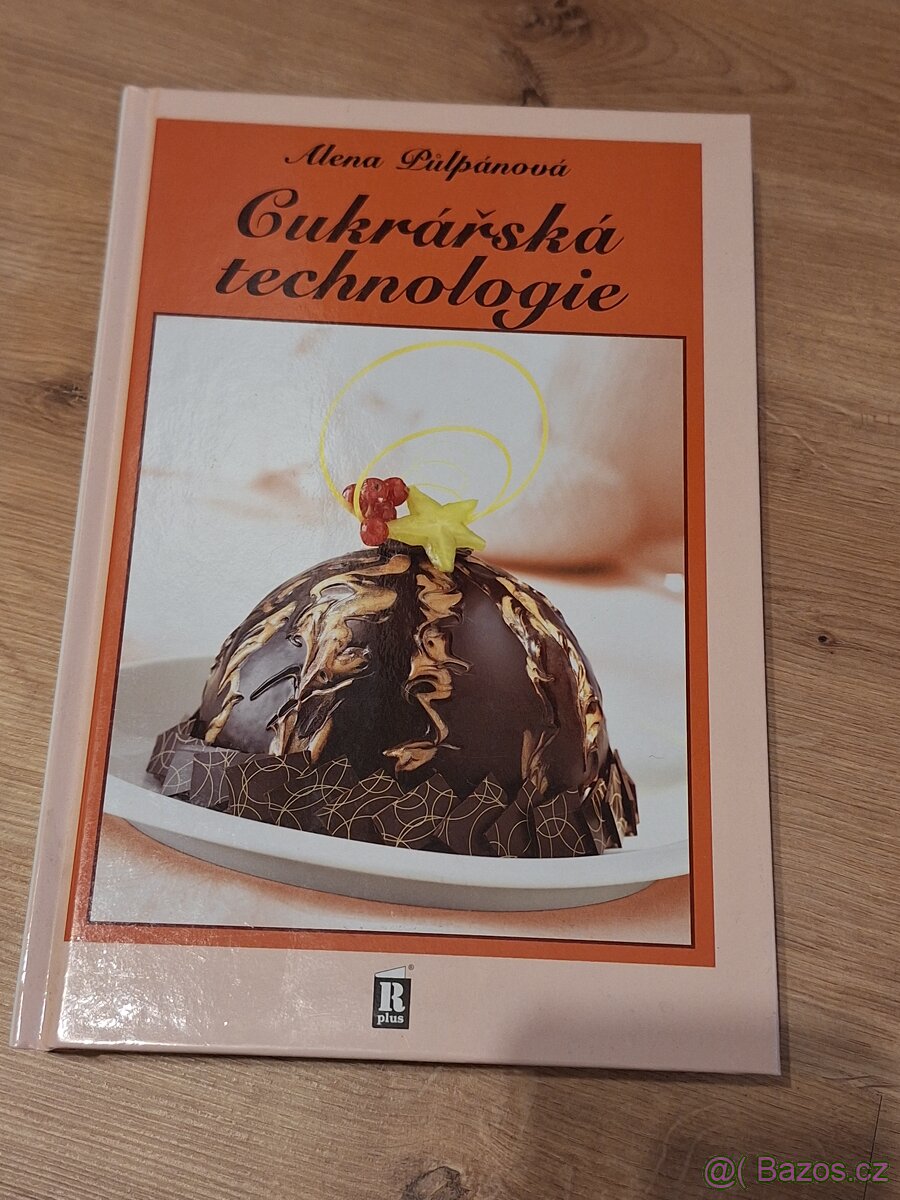 Alena Půlpánová
Cukrářská
technologie
R®
plus
@( Bazos.cz